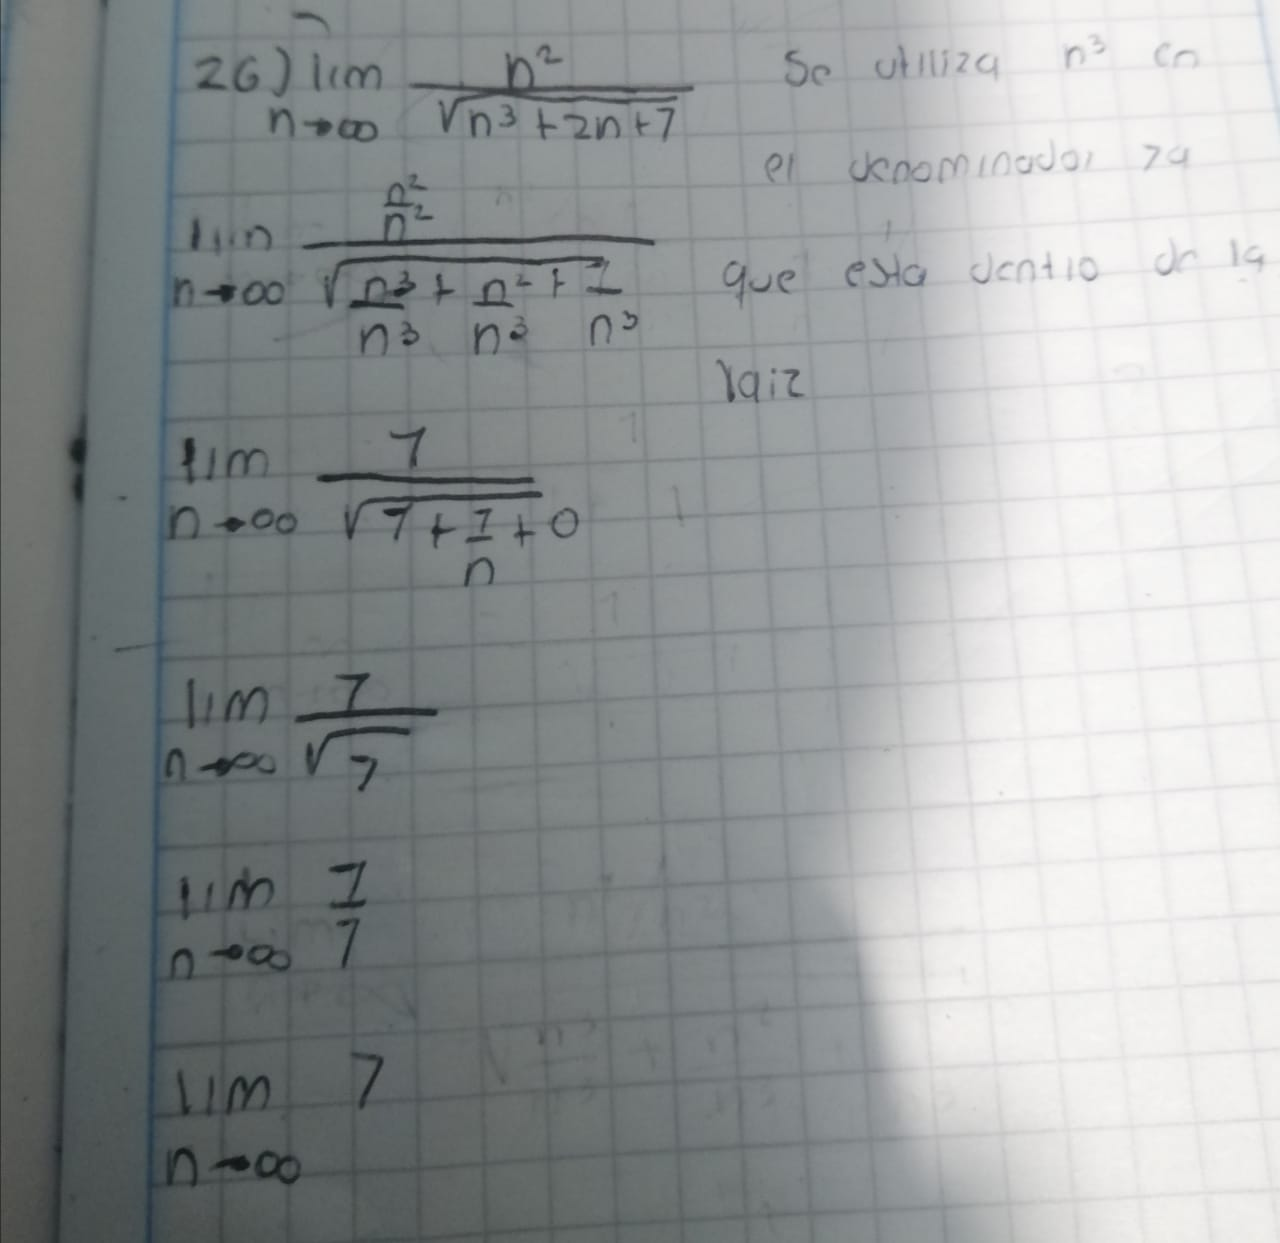 26) lim n² / √n³ + 2n + 7 Se utiliza n³ en
n→∞
el denominador ya
lim n²/n² / √n³/n³ + n²/n³ + 1/n³ que esta dentro de la
n→∞
raiz
lim 1 / √1 + 1/n + 0
n→∞
lim 1 / √1
n→∞
lim 1/1
n→∞
lim 1
n→∞